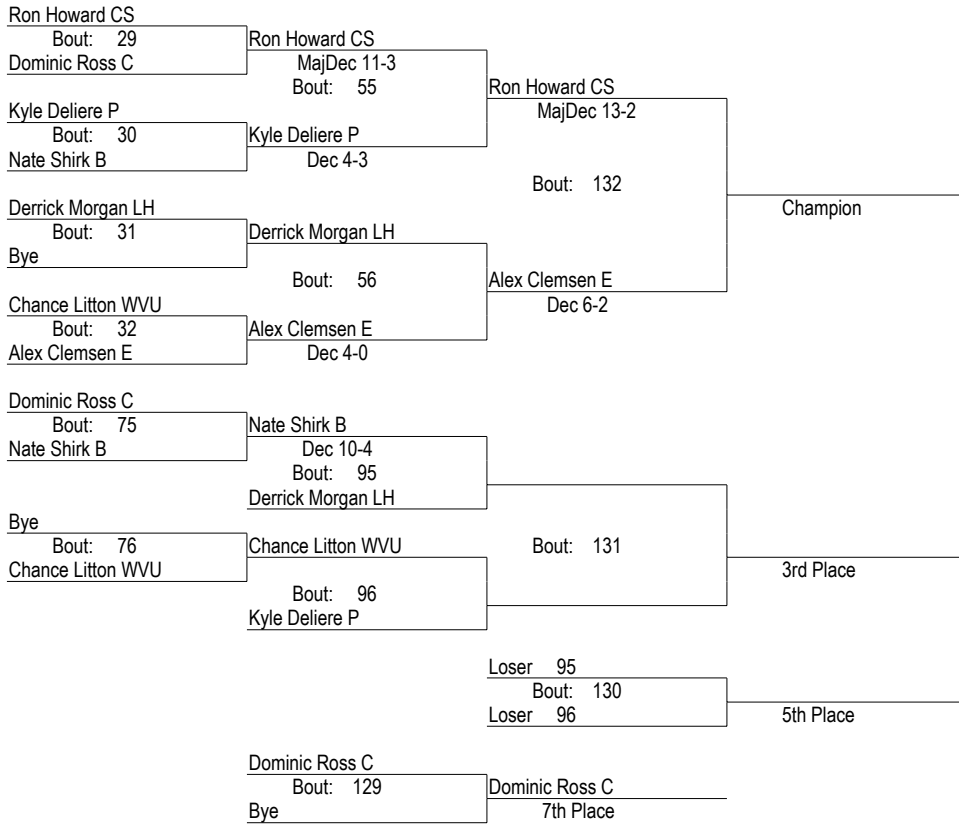 Ron Howard CS
Bout: 29
Dominic Ross C
Ron Howard CS
MajDec 11-3
Bout: 55
Kyle Deliere P
Bout: 30
Nate Shirk B
Kyle Deliere P
Dec 4-3
Ron Howard CS
MajDec 13-2
Bout: 132
Champion
Derrick Morgan LH
Bout: 31
Bye
Derrick Morgan LH
Bout: 56
Chance Litton WVU
Bout: 32
Alex Clemsen E
Alex Clemsen E
Dec 4-0
Alex Clemsen E
Dec 6-2
Dominic Ross C
Bout: 75
Nate Shirk B
Nate Shirk B
Dec 10-4
Bout: 95
Derrick Morgan LH
Bye
Bout: 76
Chance Litton WVU
Chance Litton WVU
Bout: 96
Kyle Deliere P
Bout: 131
3rd Place
Loser 95
Bout: 130
Loser 96
5th Place
Dominic Ross C
Bout: 129
Bye
Dominic Ross C
7th Place